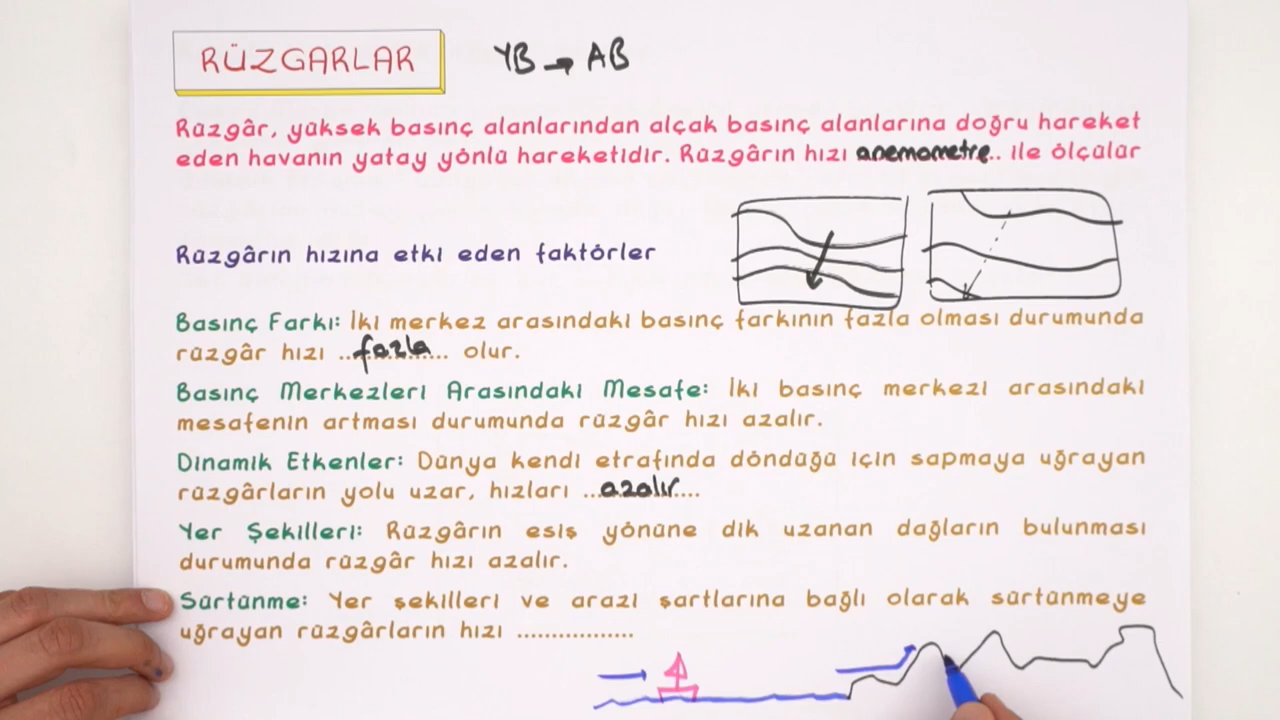 RÜZGARLAR YB → AB
Rüzgâr, yüksek basınç alanlarından alçak basınç alanlarına doğru hareket
eden havanın yatay yönlü hareketidir. Rüzgârın hızı anemometre.. ile ölçülür
Rüzgârın hızına etki eden faktörler
Basınç Farkı: İki merkez arasındaki basınç farkının fazla olması durumunda
rüzgâr hızı ..fazla... olur.
Basınç Merkezleri Arasındaki Mesafe: İki basınç merkezi arasındaki
mesafenin artması durumunda rüzgâr hızı azalır.
Dinamik Etkenler: Dünya kendi etrafında döndüğü için sapmaya uğrayan
rüzgârların yolu uzar, hızları ...azalır....
Yer Şekilleri: Rüzgârın esiş yönüne dik uzanan dağların bulunması
durumunda rüzgâr hızı azalır.
Sürtünme: Yer şekilleri ve arazi şartlarına bağlı olarak sürtünmeye
uğrayan rüzgârların hızı .................